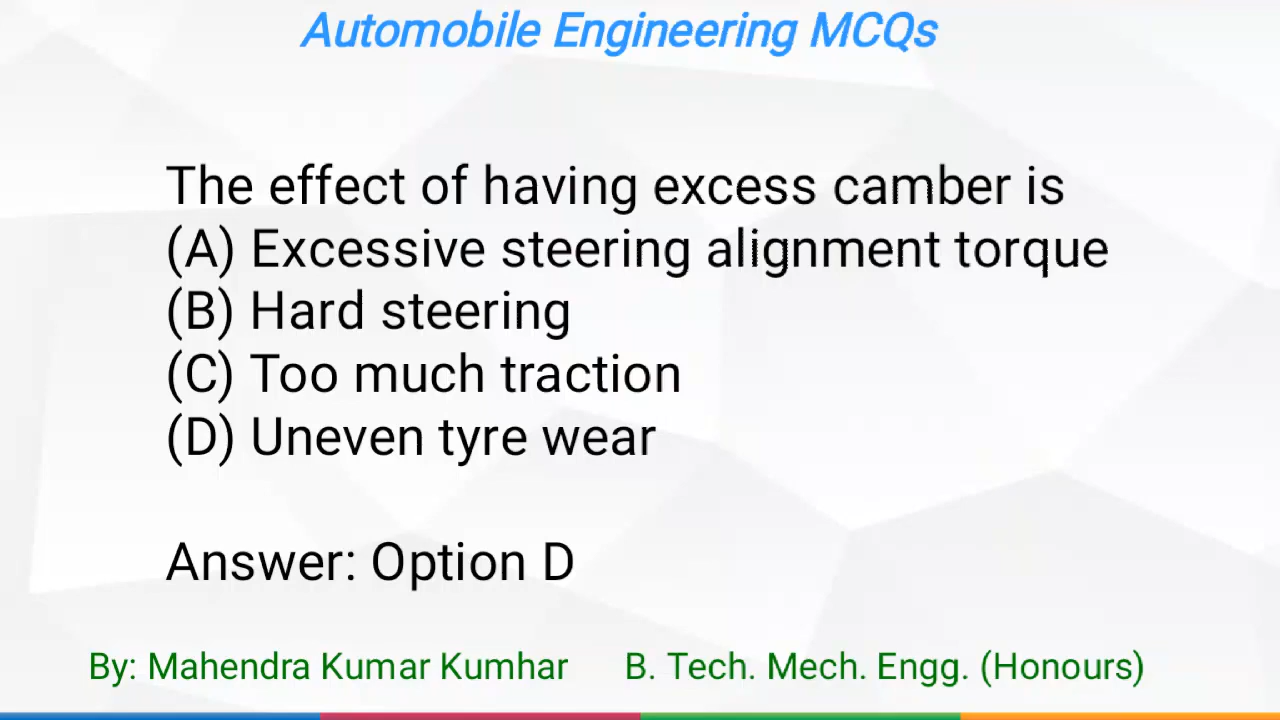 Automobile Engineering MCQs
The effect of having excess camber is
(A) Excessive steering alignment torque
(B) Hard steering
(C) Too much traction
(D) Uneven tyre wear
Answer: Option D
By: Mahendra Kumar Kumhar B. Tech. Mech. Engg. (Honours)